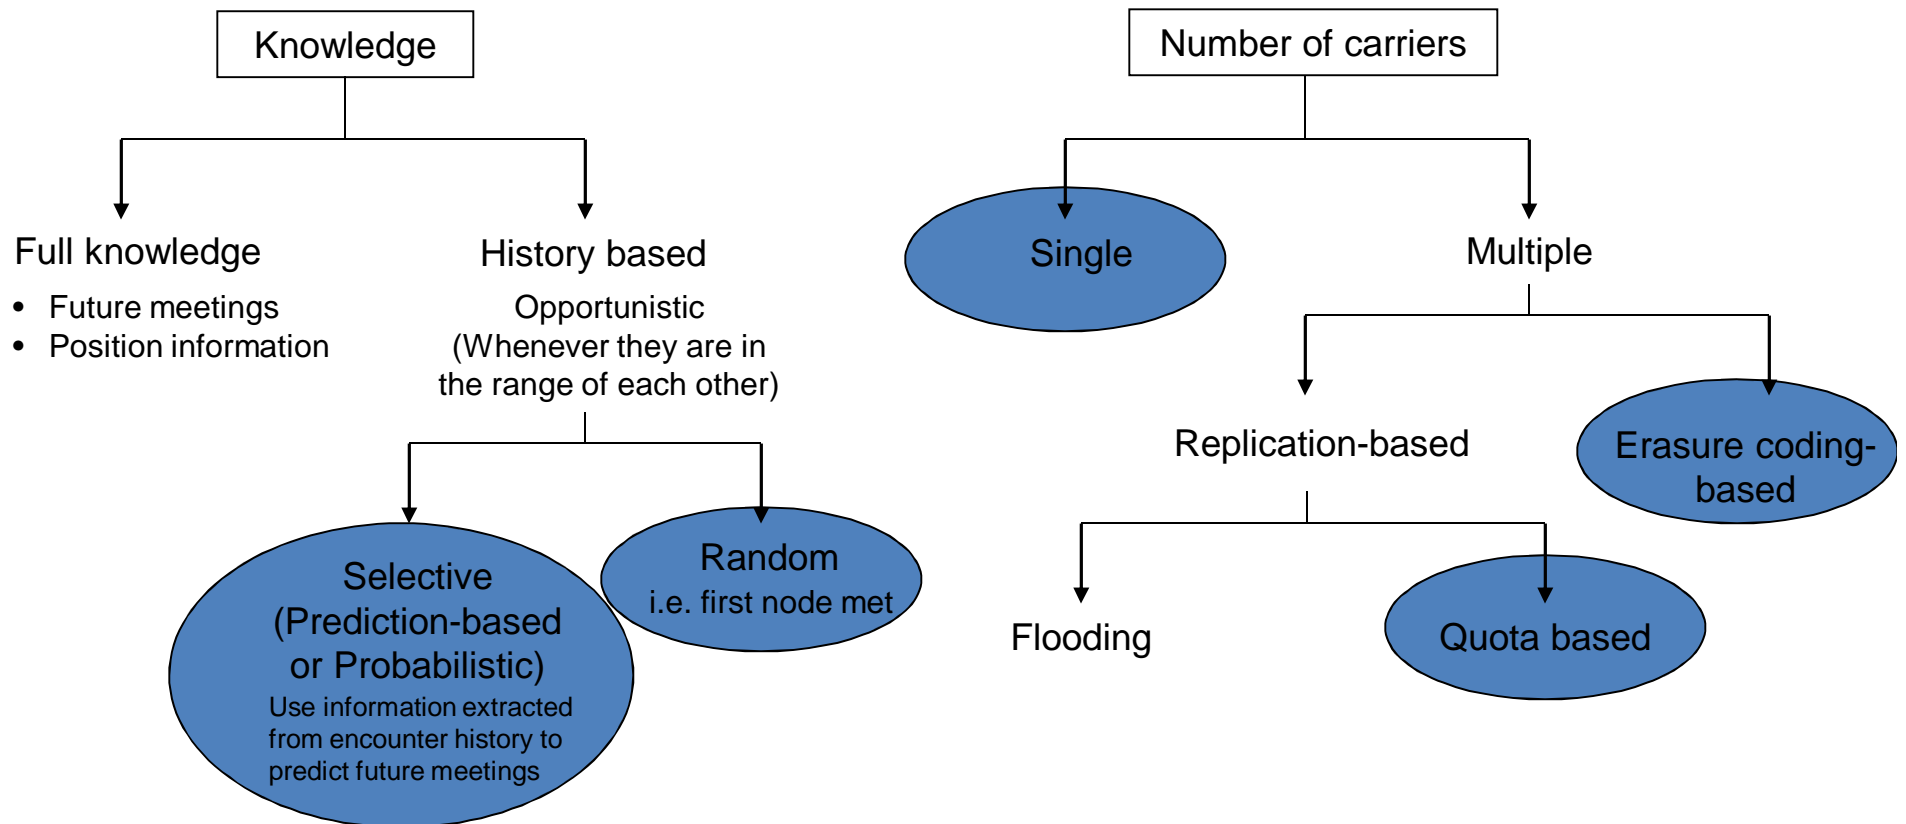 Knowledge
Full knowledge
• Future meetings
• Position information
History based
Opportunistic
(Whenever they are in
the range of each other)
Selective
(Prediction-based
or Probabilistic)
Use information extracted
from encounter history to
predict future meetings
Random
i.e. first node met
Number of carriers
Single
Multiple
Replication-based
Erasure coding-
based
Flooding
Quota based